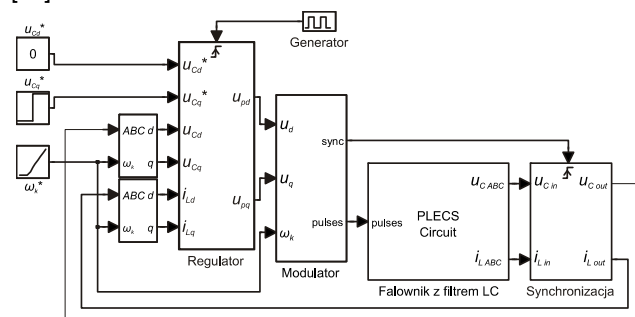 u_Cd*
0
u_Cq*
ω_k*
ABC d
ω_k q
ABC d
ω_k q
u_Cd*
u_Cq*
u_Cd
u_Cq
i_Ld
i_Lq
u_pd
u_pq
Regulator
Generator
u_d
u_q
ω_k
sync
pulses
Modulator
pulses
PLECS
Circuit
u_C ABC
i_L ABC
Falownik z filtrem LC
u_C in
i_L in
u_C out
i_L out
Synchronizacja